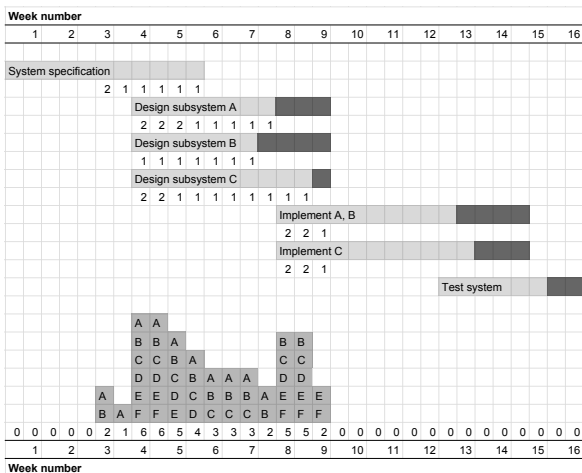 Week number
1 2 3 4 5 6 7 8 9 10 11 12 13 14 15 16
System specification
2 1 1 1 1 1
Design subsystem A
2 2 2 1 1 1 1 1
Design subsystem B
1 1 1 1 1 1 1
Design subsystem C
2 2 1 1 1 1 1 1 1 1
Implement A, B
2 2 1
Implement C
2 2 1
Test system
A A
B B A B B
C C B A C C
D D C B A A A D D
A E E D C B B B A E E E
B A F F E D C C C B F F F
0 0 0 0 0 2 1 6 6 5 4 3 3 3 2 5 5 2 0 0 0 0 0 0 0 0 0 0 0 0 0 0
1 2 3 4 5 6 7 8 9 10 11 12 13 14 15 16
Week number